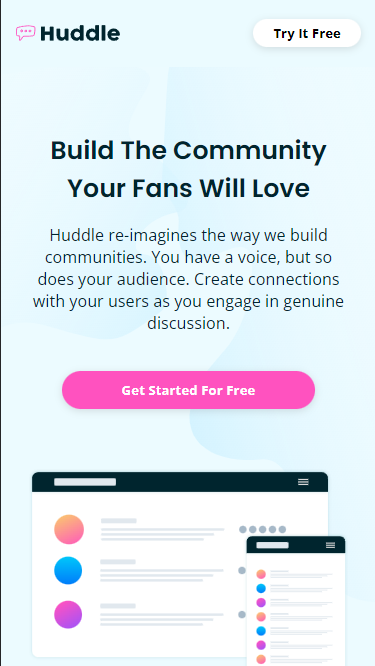 Huddle
Try It Free
Build The Community
Your Fans Will Love
Huddle re-imagines the way we build
communities. You have a voice, but so
does your audience. Create connections
with your users as you engage in genuine
discussion.
Get Started For Free